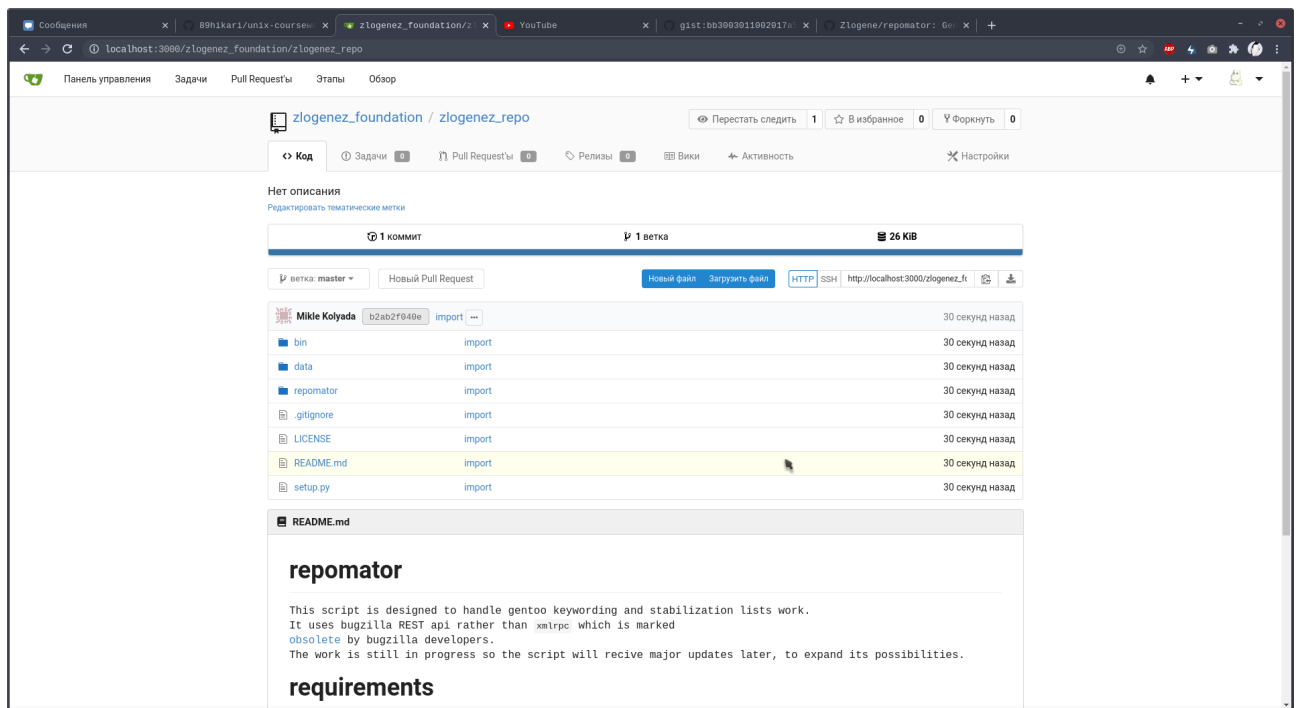 Сообщения
89hikari/unix-coursew
zlogenez_foundation/zl
YouTube
gist:bb3003011002017a
Zlogene/repomator: Ge
localhost:3000/zlogenez_foundation/zlogenez_repo
ABP
Панель управления Задачи Pull Request'ы Этапы Обзор
zlogenez_foundation / zlogenez_repo
Перестать следить 1 В избранное 0 Форкнуть 0
Код Задачи 0 Pull Request'ы 0 Релизы 0 Вики Активность Настройки
Нет описания
Редактировать тематические метки
1 коммит 1 ветка 26 KiB
ветка: master Новый Pull Request Новый файл Загрузить файл HTTP SSH http://localhost:3000/zlogenez_fc
Mikle Kolyada b2ab2f040e import ... 30 секунд назад
bin import 30 секунд назад
data import 30 секунд назад
repomator import 30 секунд назад
.gitignore import 30 секунд назад
LICENSE import 30 секунд назад
README.md import 30 секунд назад
setup.py import 30 секунд назад
README.md
repomator
This script is designed to handle gentoo keywording and stabilization lists work.
It uses bugzilla REST api rather than xmlrpc which is marked
obsolete by bugzilla developers.
The work is still in progress so the script will recive major updates later, to expand its possibilities.
requirements